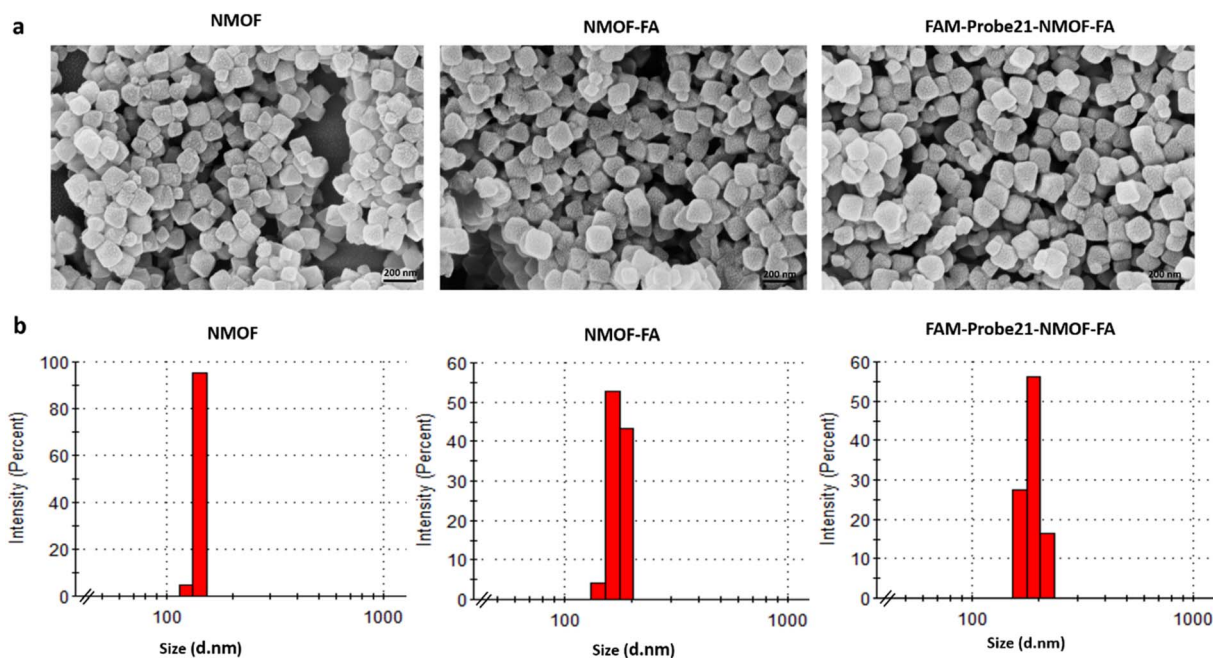 a
NMOF
NMOF-FA
FAM-Probe21-NMOF-FA
200 nm
200 nm
200 nm
b
NMOF
NMOF-FA
FAM-Probe21-NMOF-FA
Intensity (Percent)
100
80
60
40
20
0
100
1000
Size (d.nm)
Intensity (Percent)
60
50
40
30
20
10
0
100
1000
Size (d.nm)
Intensity (Percent)
60
50
40
30
20
10
0
100
1000
Size (d.nm)